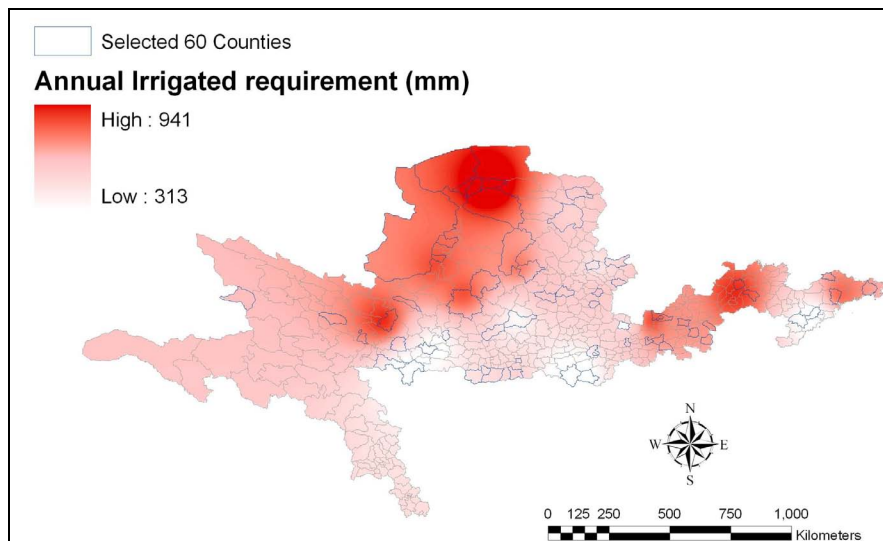 Selected 60 Counties
Annual Irrigated requirement (mm)
High : 941
Low : 313
N
W E
S
0 125 250 500 750 1,000
Kilometers